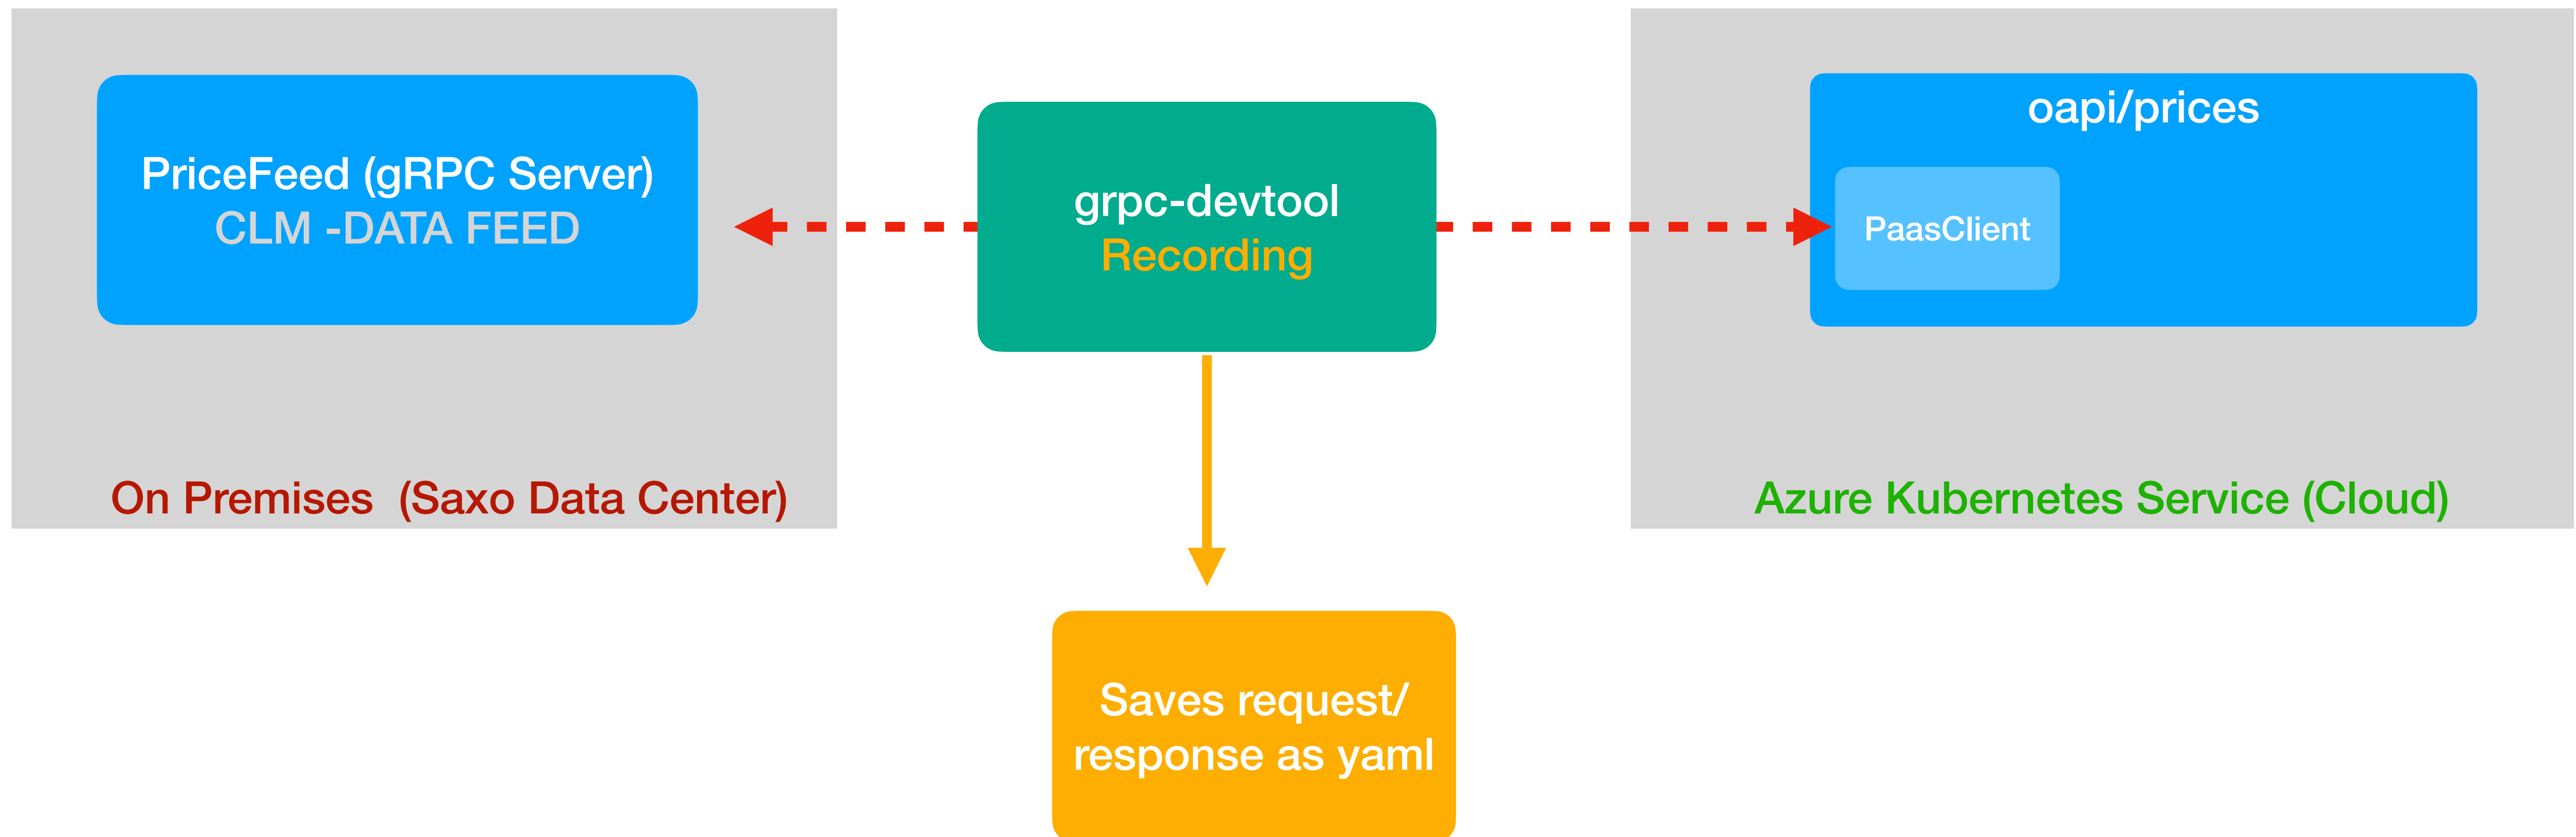 PriceFeed (gRPC Server)
CLM -DATA FEED
On Premises  (Saxo Data Center)
grpc-devtool
Recording
Saves request/
response as yaml
oapi/prices
PaasClient
Azure Kubernetes Service (Cloud)